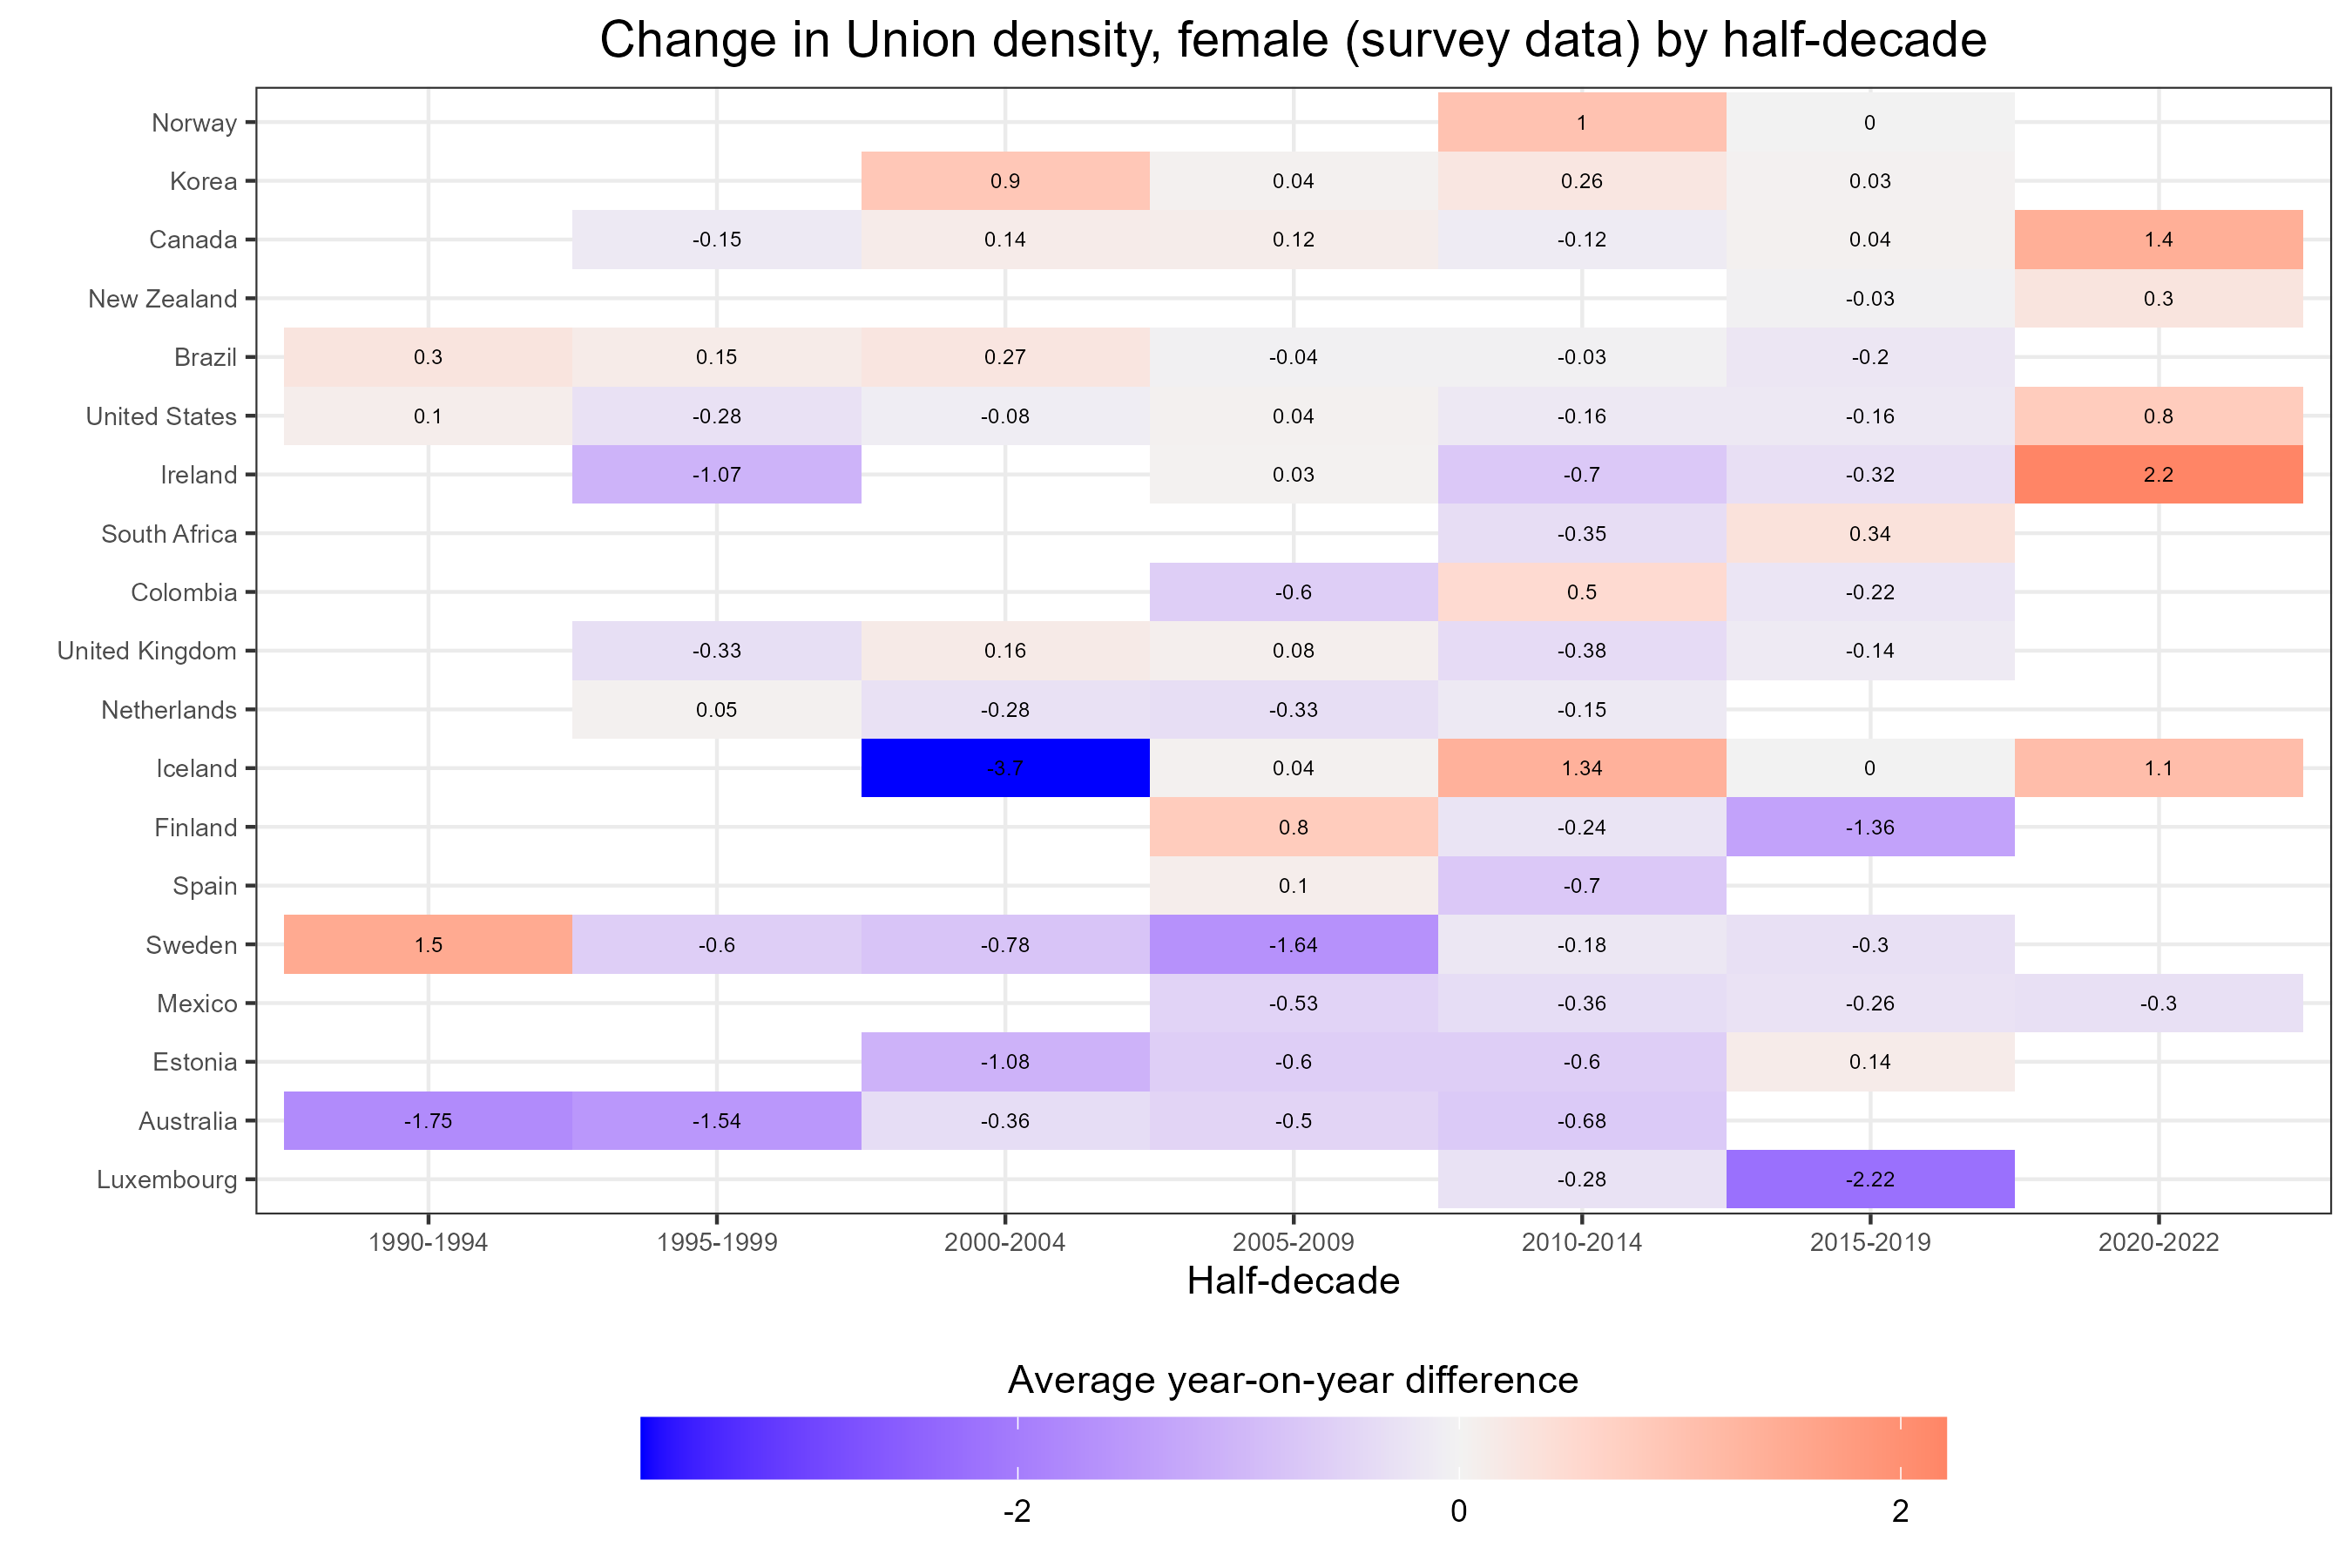 Change in Union density, female (survey data) by half-decade
Norway 1 0
Korea 0.9 0.04 0.26 0.03
Canada -0.15 0.14 0.12 -0.12 0.04 1.4
New Zealand -0.03 0.3
Brazil 0.3 0.15 0.27 -0.04 -0.03 -0.2
United States 0.1 -0.28 -0.08 0.04 -0.16 -0.16 0.8
Ireland -1.07 0.03 -0.7 -0.32 2.2
South Africa -0.35 0.34
Colombia -0.6 0.5 -0.22
United Kingdom -0.33 0.16 0.08 -0.38 -0.14
Netherlands 0.05 -0.28 -0.33 -0.15
Iceland -3.7 0.04 1.34 0 1.1
Finland 0.8 -0.24 -1.36
Spain 0.1 -0.7
Sweden 1.5 -0.6 -0.78 -1.64 -0.18 -0.3
Mexico -0.53 -0.36 -0.26 -0.3
Estonia -1.08 -0.6 -0.6 0.14
Australia -1.75 -1.54 -0.36 -0.5 -0.68
Luxembourg -0.28 -2.22
1990-1994 1995-1999 2000-2004 2005-2009 2010-2014 2015-2019 2020-2022
Half-decade
Average year-on-year difference
-2 0 2